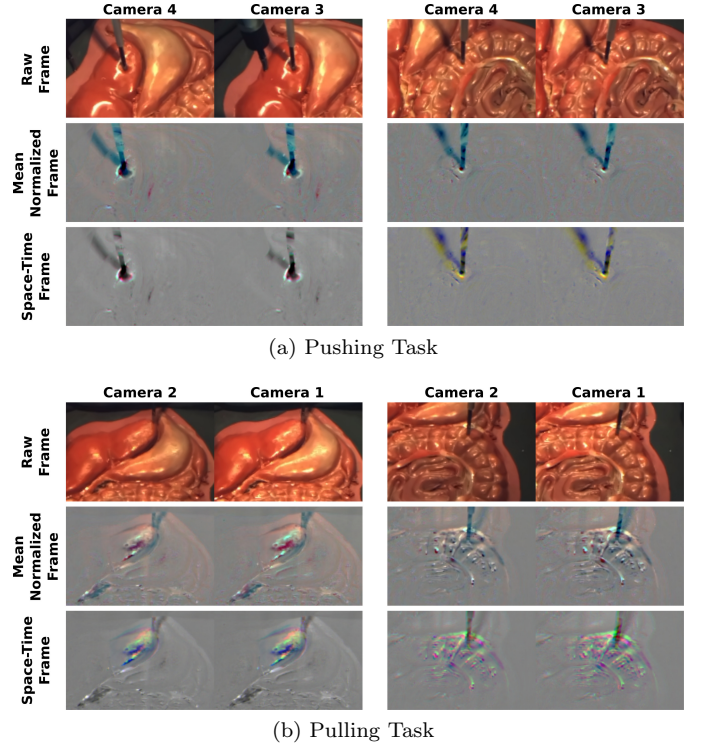 Camera 4 Camera 3 Camera 4 Camera 3
Raw
Frame
Mean
Normalized
Frame
Space-Time
Frame
(a) Pushing Task
Camera 2 Camera 1 Camera 2 Camera 1
Raw
Frame
Mean
Normalized
Frame
Space-Time
Frame
(b) Pulling Task